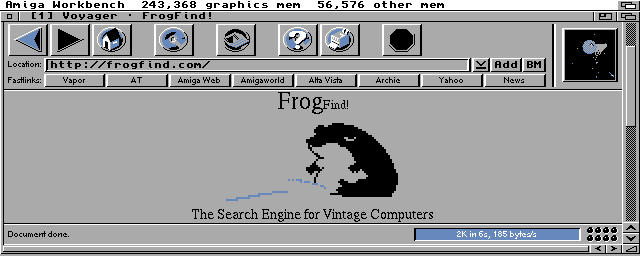 Amiga Workbench 243,368 graphics mem 56,576 other mem
[1] Voyager · FrogFind!
Location: http://frogfind.com/ Add BM
Fastlinks: Vapor AT Amiga Web Amigaworld Alta Vista Archie Yahoo News
FrogFind!
The Search Engine for Vintage Computers
Document done. 2K in 6s, 185 bytes/s